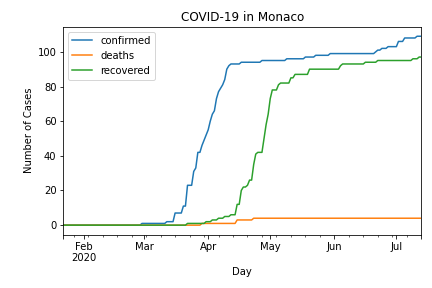 COVID-19 in Monaco
confirmed
deaths
recovered
Number of Cases
100
80
60
40
20
0
Feb
2020
Mar
Apr
May
Jun
Jul
Day